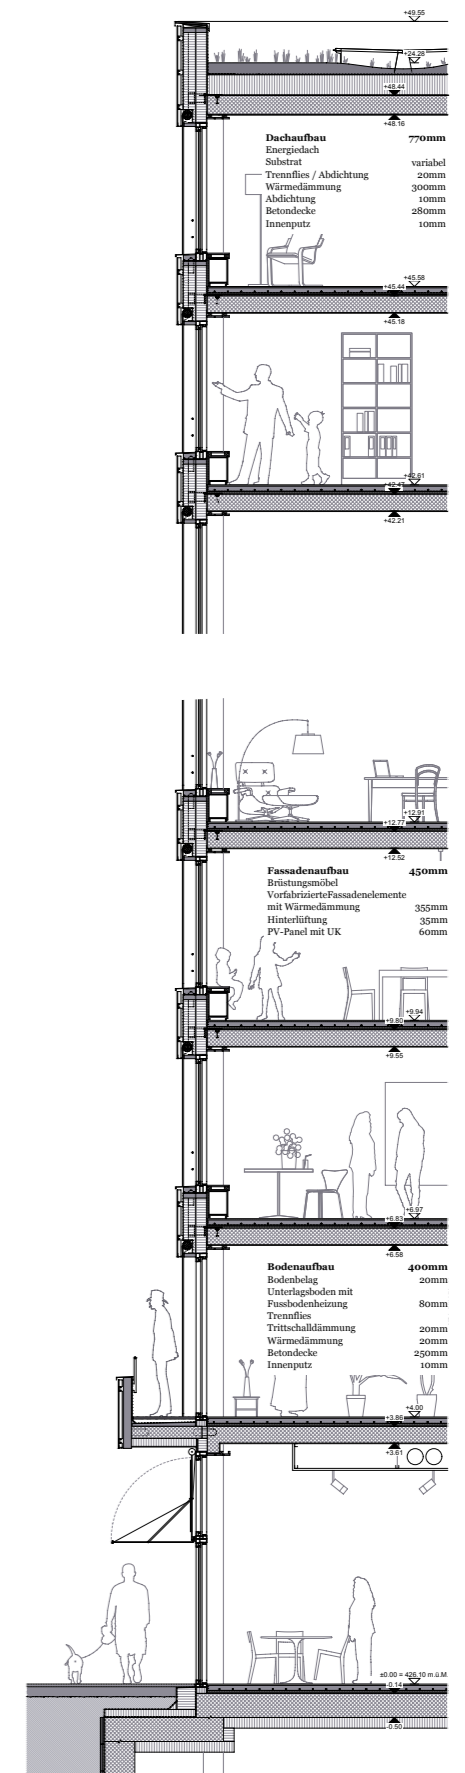 +49.55
+24.28
+48.44
+48.16
Dachaufbau 770mm
Energiedach
Substrat variabel
Trennflies / Abdichtung 20mm
Wärmedämmung 300mm
Abdichtung 10mm
Betondecke 280mm
Innenputz 10mm
+45.58
+45.44
+45.18
+42.61
+42.47
+42.21
+12.91
+12.77
+12.52
Fassadenaufbau 450mm
Brüstungsmöbel
VorfabrizierteFassadenelemente
mit Wärmedämmung 355mm
Hinterlüftung 35mm
PV-Panel mit UK 60mm
+9.94
+9.80
+9.55
+6.97
+6.83
+6.58
Bodenaufbau 400mm
Bodenbelag 20mm
Unterlagsboden mit
Fussbodenheizung 80mm
Trennflies
Trittschalldämmung 20mm
Wärmedämmung 20mm
Betondecke 250mm
Innenputz 10mm
+4.00
+3.86
+3.61
±0.00 = 426.10 m.ü.M.
-0.14
-0.50